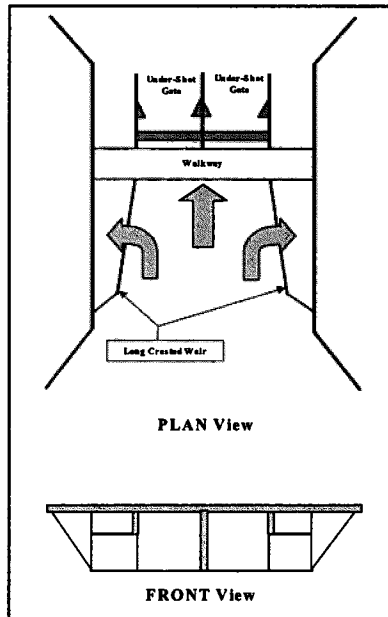 Under-Shot Under-Shot
Gate Gate
Walkway
Long Crested Weir
PLAN View
FRONT View